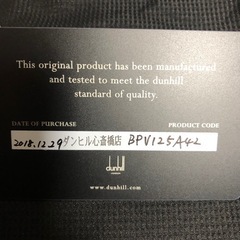 This original product has been manufactured
and tested to meet the dunhill
standard of quality.
DATE OF PURCHASE PRODUCT CODE
2018.12.29 ダンヒル心斎橋店 BPV125A42
dunhill
LONDON
www.dunhill.com